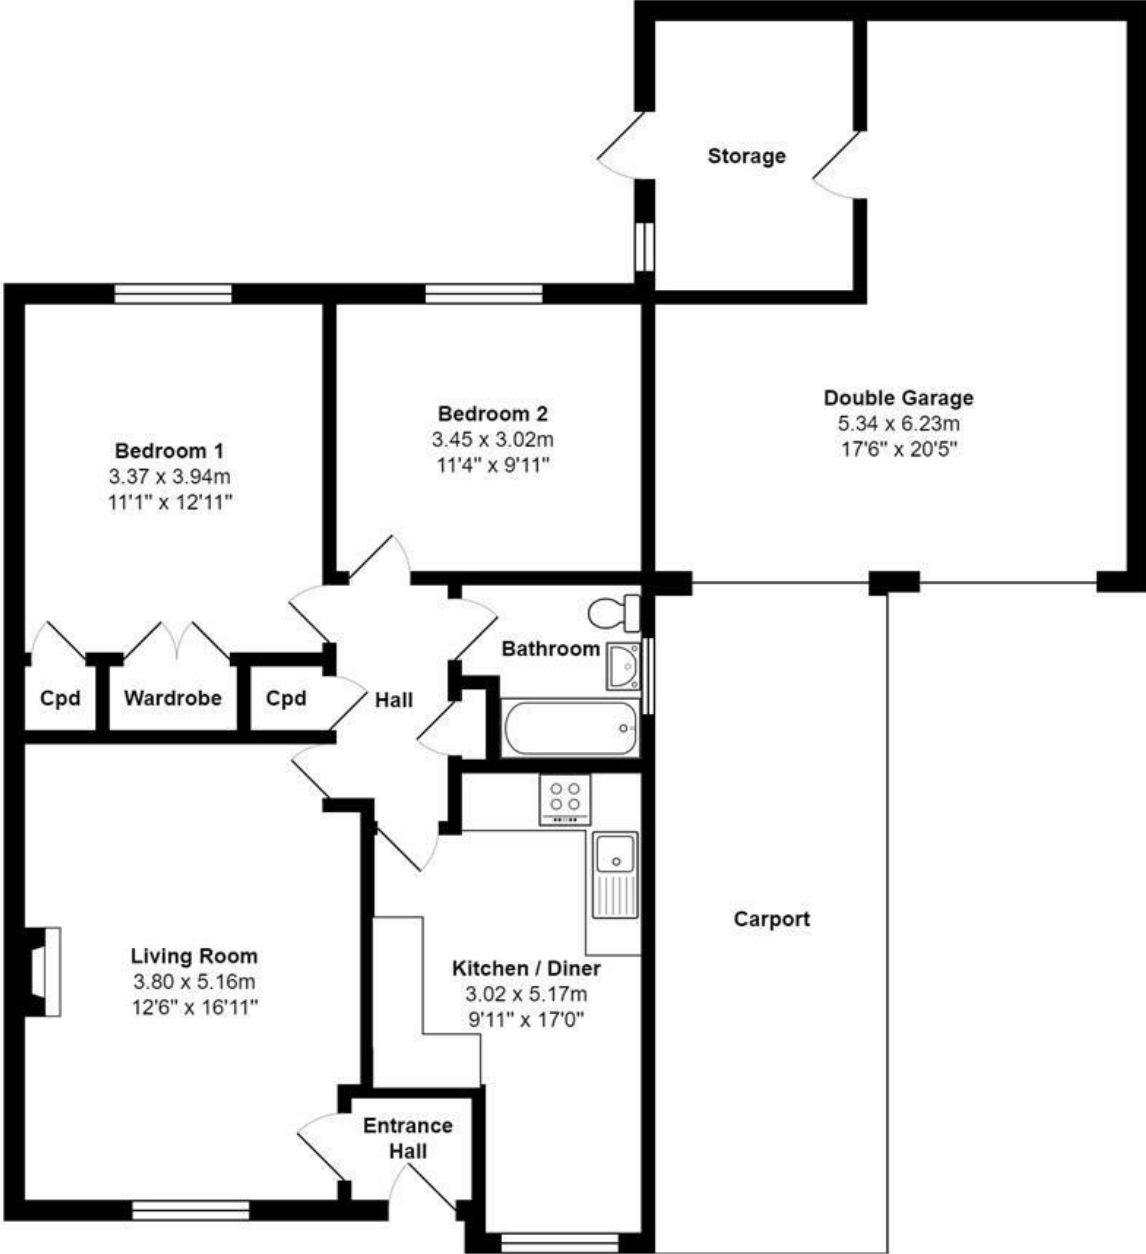 Storage
Double Garage
5.34 x 6.23m
17'6" x 20'5"
Bedroom 1
3.37 x 3.94m
11'1" x 12'11"
Bedroom 2
3.45 x 3.02m
11'4" x 9'11"
Bathroom
Cpd
Wardrobe
Cpd
Hall
Carport
Living Room
3.80 x 5.16m
12'6" x 16'11"
Kitchen / Diner
3.02 x 5.17m
9'11" x 17'0"
Entrance
Hall